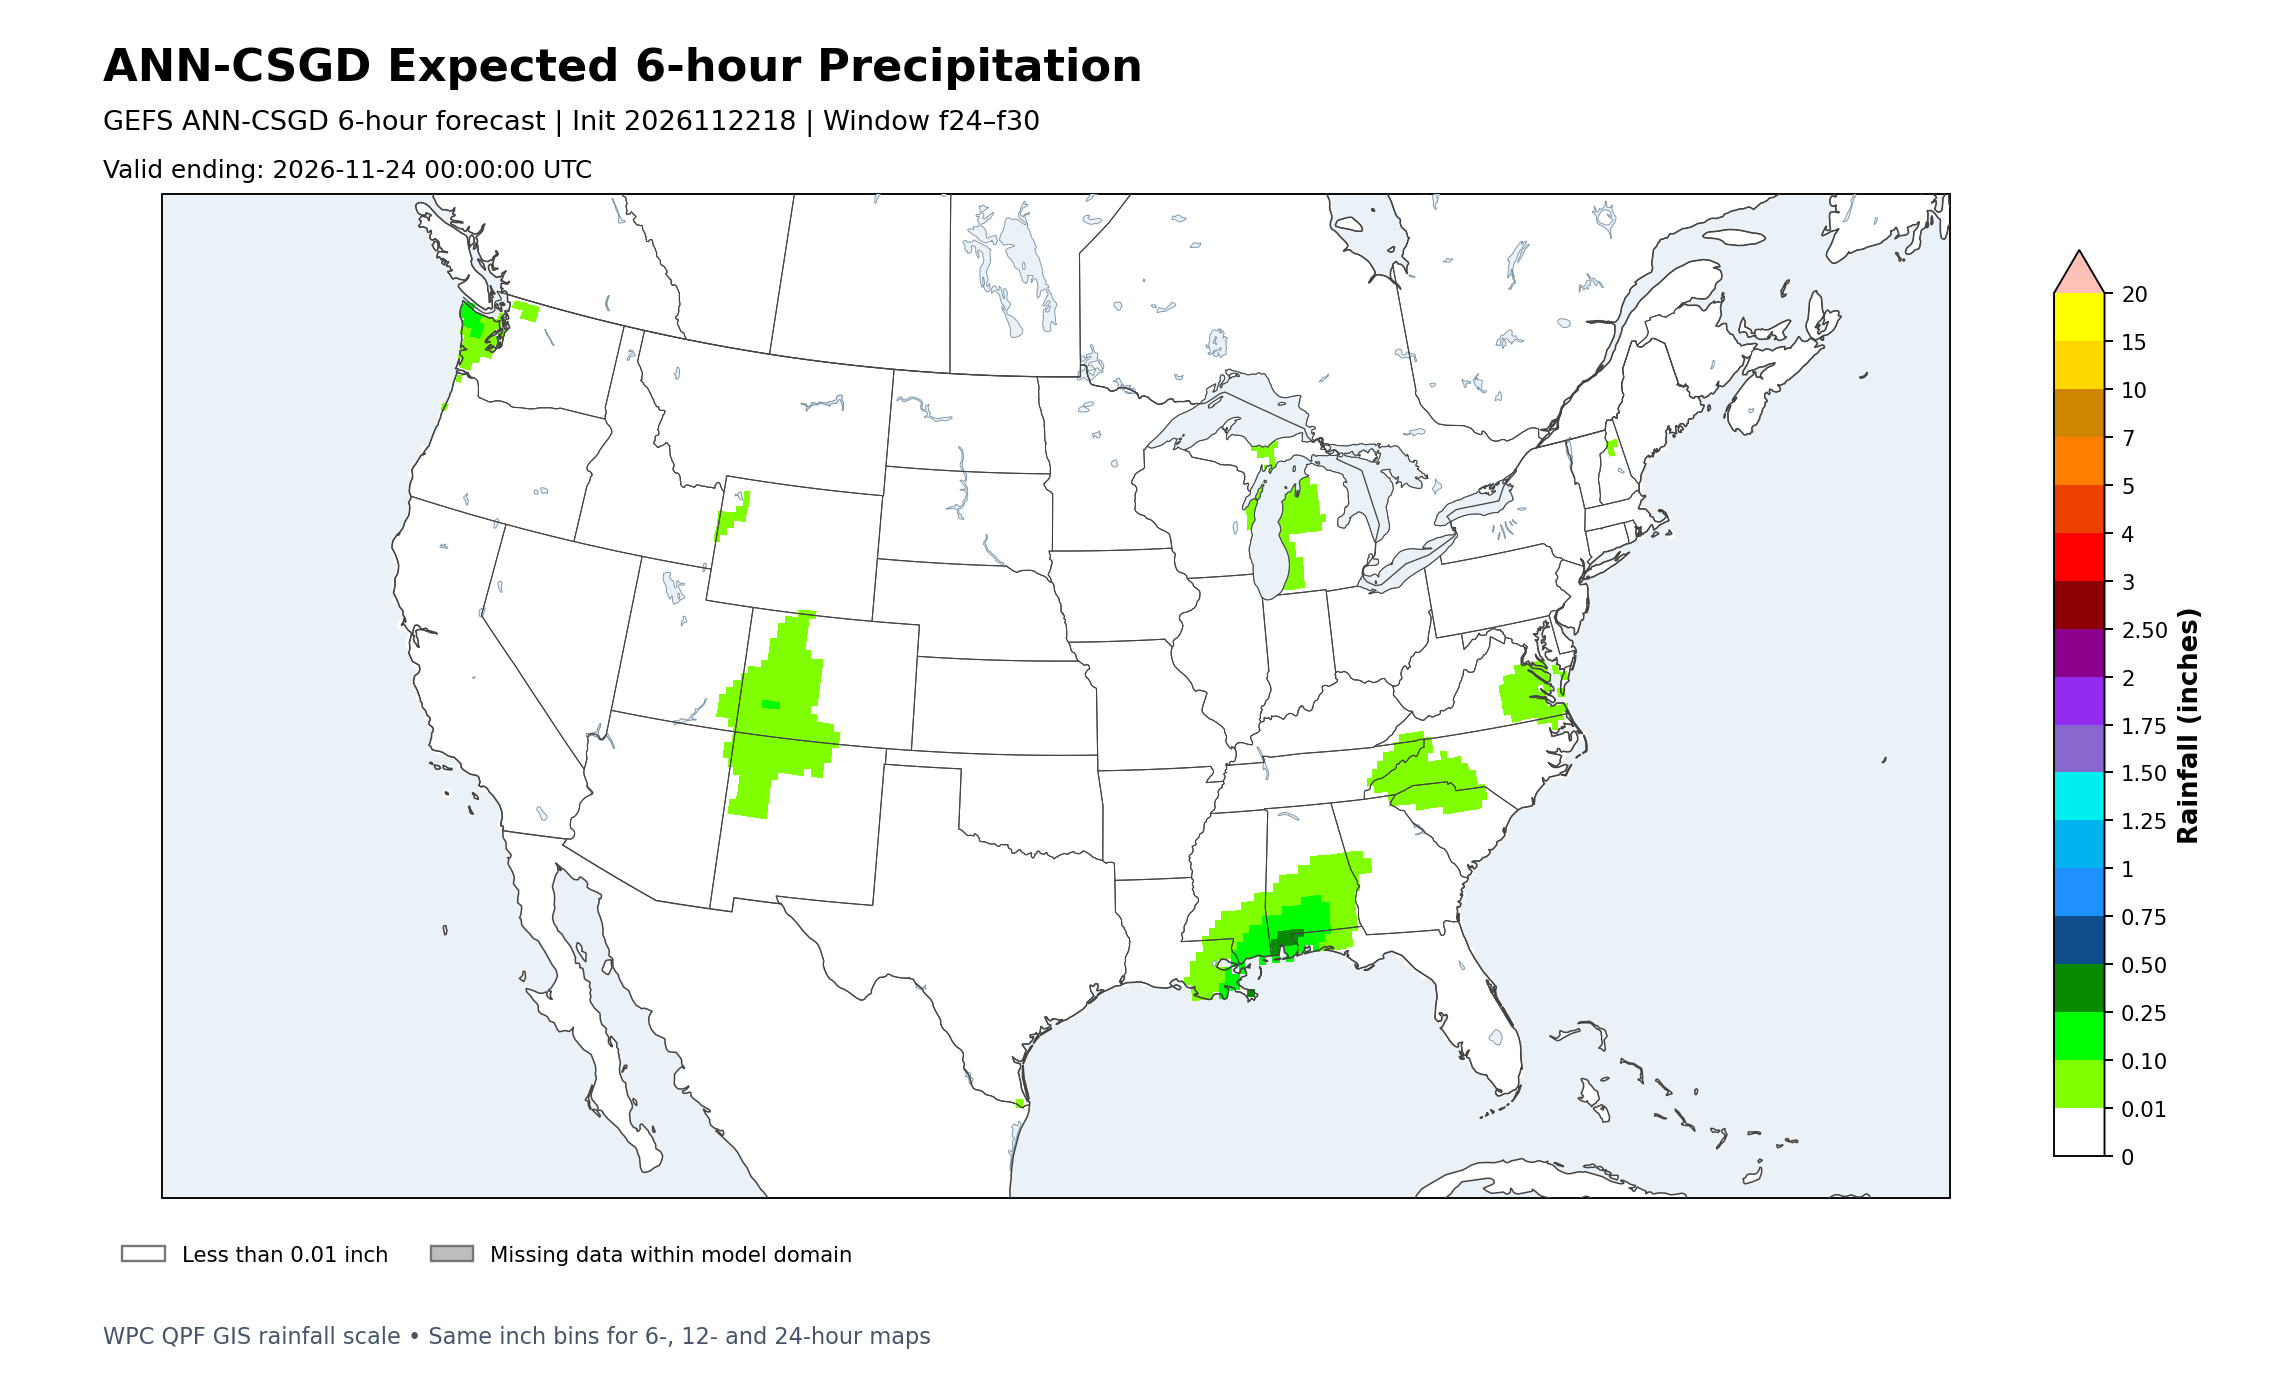 ANN-CSGD Expected 6-hour Precipitation
GEFS ANN-CSGD 6-hour forecast | Init 2026112218 | Window f24–f30
Valid ending: 2026-11-24 00:00:00 UTC
20
15
10
7
5
4
3
2.50
2
1.75
1.50
1.25
1
0.75
0.50
0.25
0.10
0.01
0
Rainfall (inches)
Less than 0.01 inch
Missing data within model domain
WPC QPF GIS rainfall scale • Same inch bins for 6-, 12- and 24-hour maps